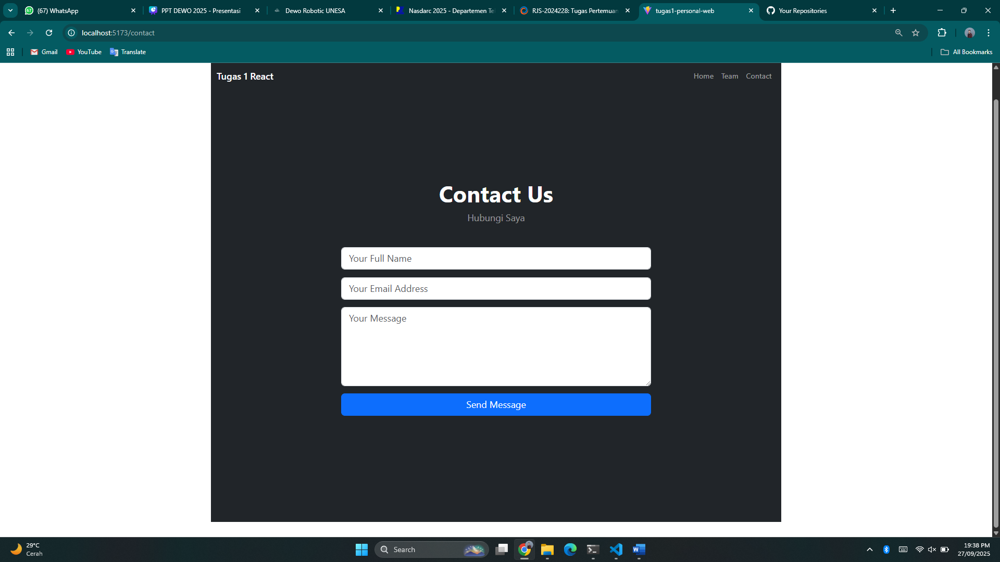 (67) WhatsApp
PPT DEWO 2025 - Presentasi
Dewo Robotic UNESA
Nasdarc 2025 - Departemen Te
RJS-2024228: Tugas Pertemuan
tugas1-personal-web
Your Repositories
localhost:5173/contact
Gmail
YouTube
Translate
All Bookmarks
Tugas 1 React
Home
Team
Contact
Contact Us
Hubungi Saya
Your Full Name
Your Email Address
Your Message
Send Message
29°C
Cerah
Search
19:38 PM
27/09/2025